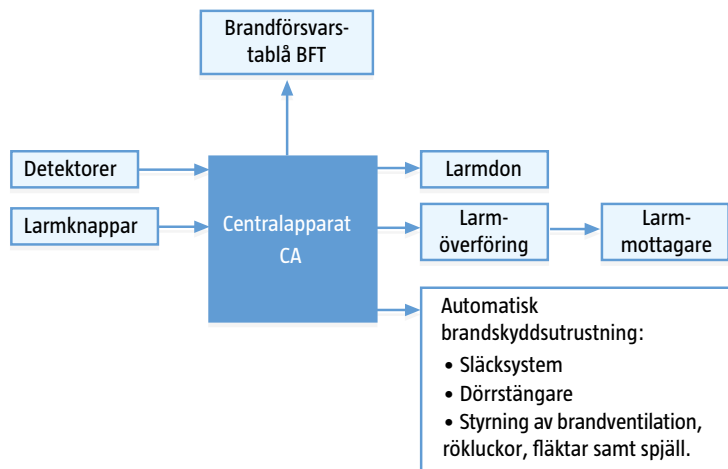 Brandförsvars-
tablå BFT
Detektorer
Larmknappar
Centralapparat
CA
Larmdon
Larm-
överföring
Larm-
mottagare
Automatisk
brandskyddsutrustning:
• Släcksystem
• Dörrstängare
• Styrning av brandventilation,
rökluckor, fläktar samt spjäll.